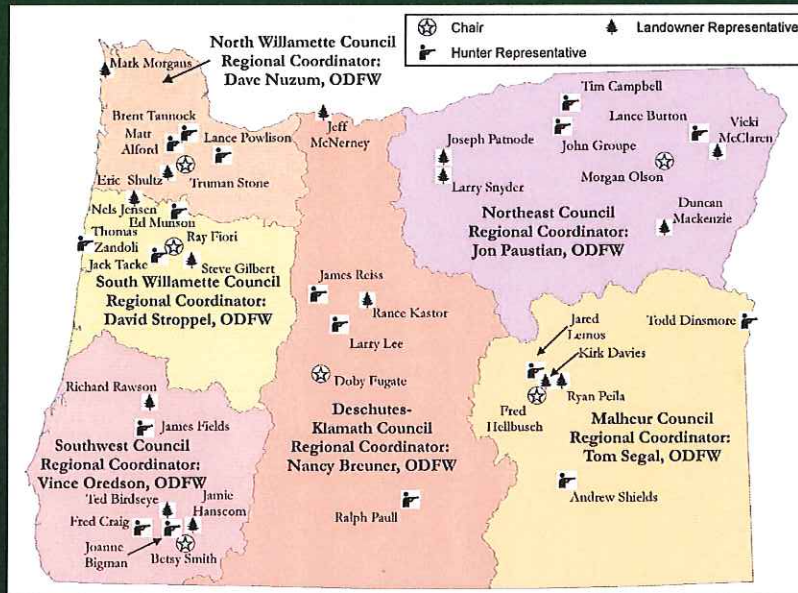 Chair
Landowner Representative
Hunter Representative
North Willamette Council
Regional Coordinator:
Dave Nuzum, ODFW
Mark Morgans
Brent Tannock
Matt
Alford
Lance Powlison
Eric Shultz
Truman Stone
Jeff
McNerney
Tim Campbell
Lance Burton
Vicki
McClaren
Joseph Patnode
John Groupe
Larry Snyder
Morgan Olson
Duncan
Mackenzie
Northeast Council
Regional Coordinator:
Jon Paustian, ODFW
Nels Jensen
Ed Munson
Thomas
Zandoli
Ray Fiori
Jack Tacke
Steve Gilbert
South Willamette Council
Regional Coordinator:
David Stroppel, ODFW
James Reiss
Rance Kastor
Larry Lee
Doby Fugate
Deschutes-
Klamath Council
Regional Coordinator:
Nancy Breuner, ODFW
Ralph Paull
Jared
Lemos
Todd Dinsmore
Kirk Davies
Ryan Peila
Fred
Hellbusch
Malheur Council
Regional Coordinator:
Tom Segal, ODFW
Andrew Shields
Richard Rawson
James Fields
Southwest Council
Regional Coordinator:
Vince Oredson, ODFW
Ted Birdseye
Jamie
Hanscom
Fred Craig
Joanne
Bigman
Betsy Smith